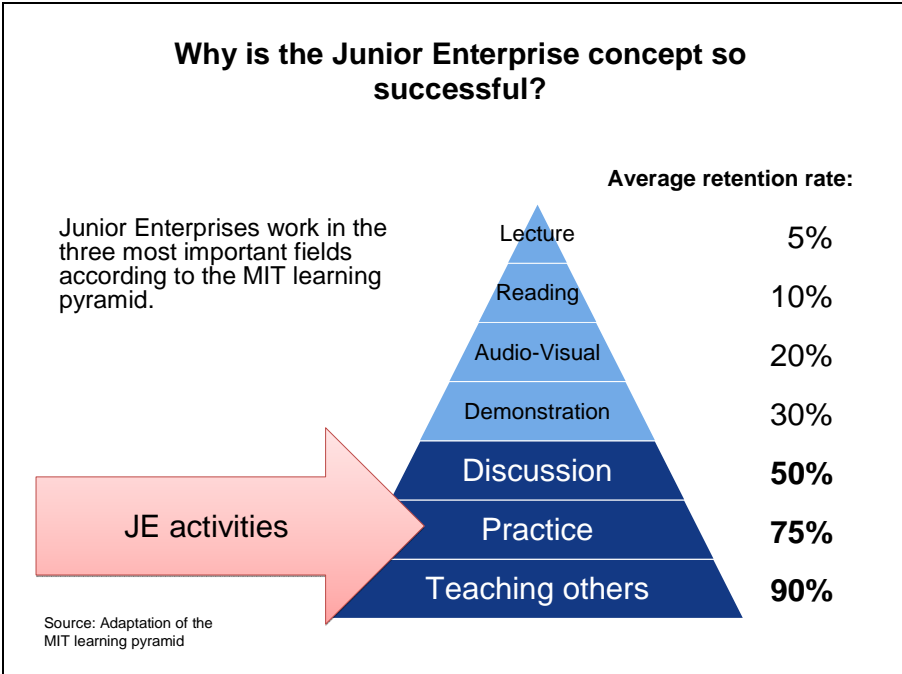 Why is the Junior Enterprise concept so
successful?
Average retention rate:
Junior Enterprises work in the
three most important fields
according to the MIT learning
pyramid.
Lecture 5%
Reading 10%
Audio-Visual 20%
Demonstration 30%
Discussion 50%
JE activities
Practice 75%
Teaching others 90%
Source: Adaptation of the
MIT learning pyramid